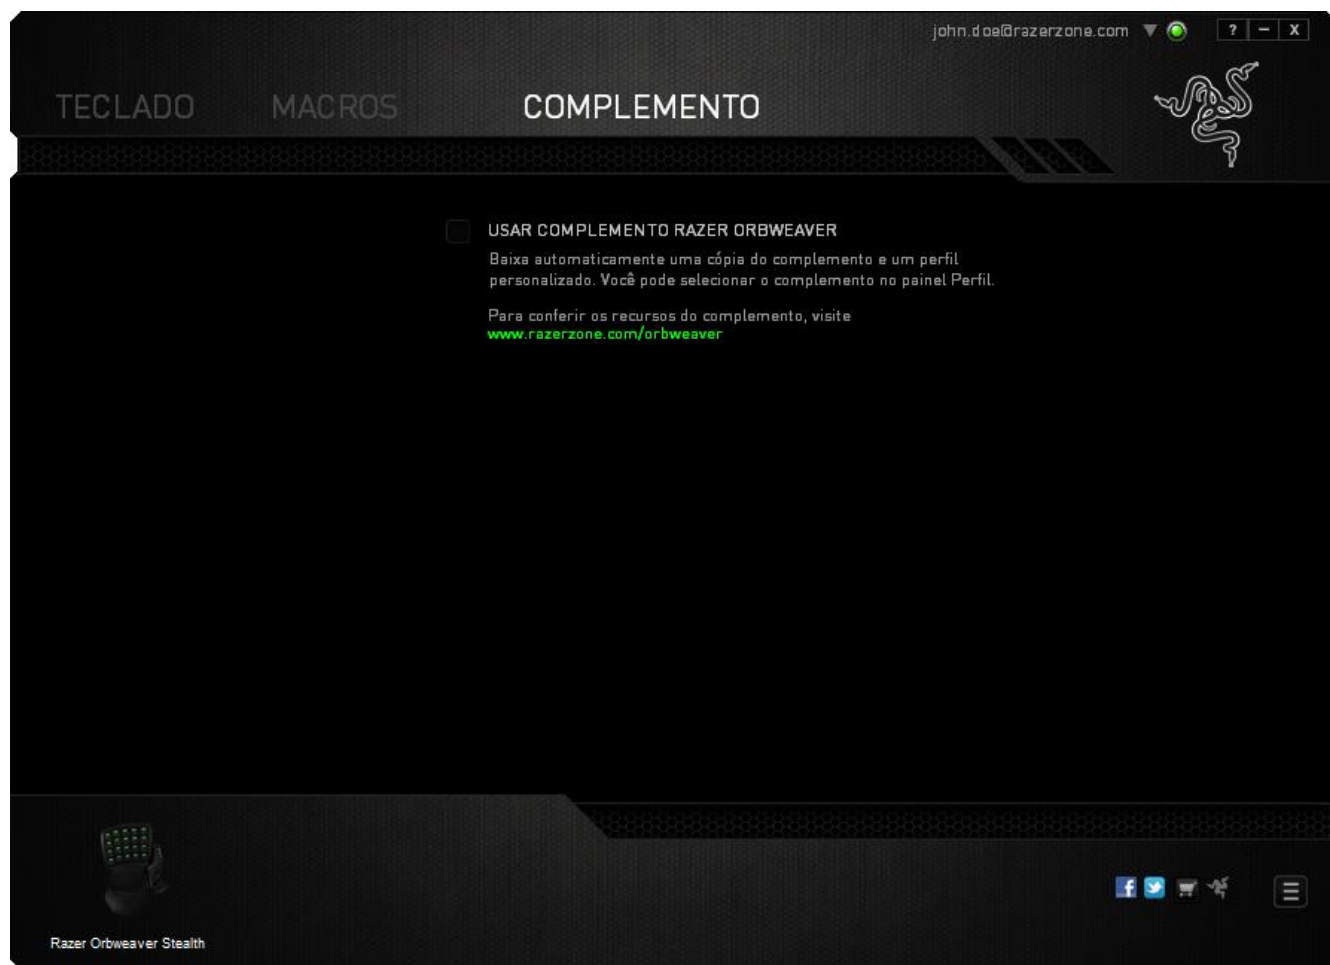 john.doe@razerzone.com
? – X
TECLADO MACROS COMPLEMENTO
USAR COMPLEMENTO RAZER ORBWEAVER
Baixa automaticamente uma cópia do complemento e um perfil
personalizado. Você pode selecionar o complemento no painel Perfil.
Para conferir os recursos do complemento, visite
www.razerzone.com/orbweaver
Razer Orbweaver Stealth